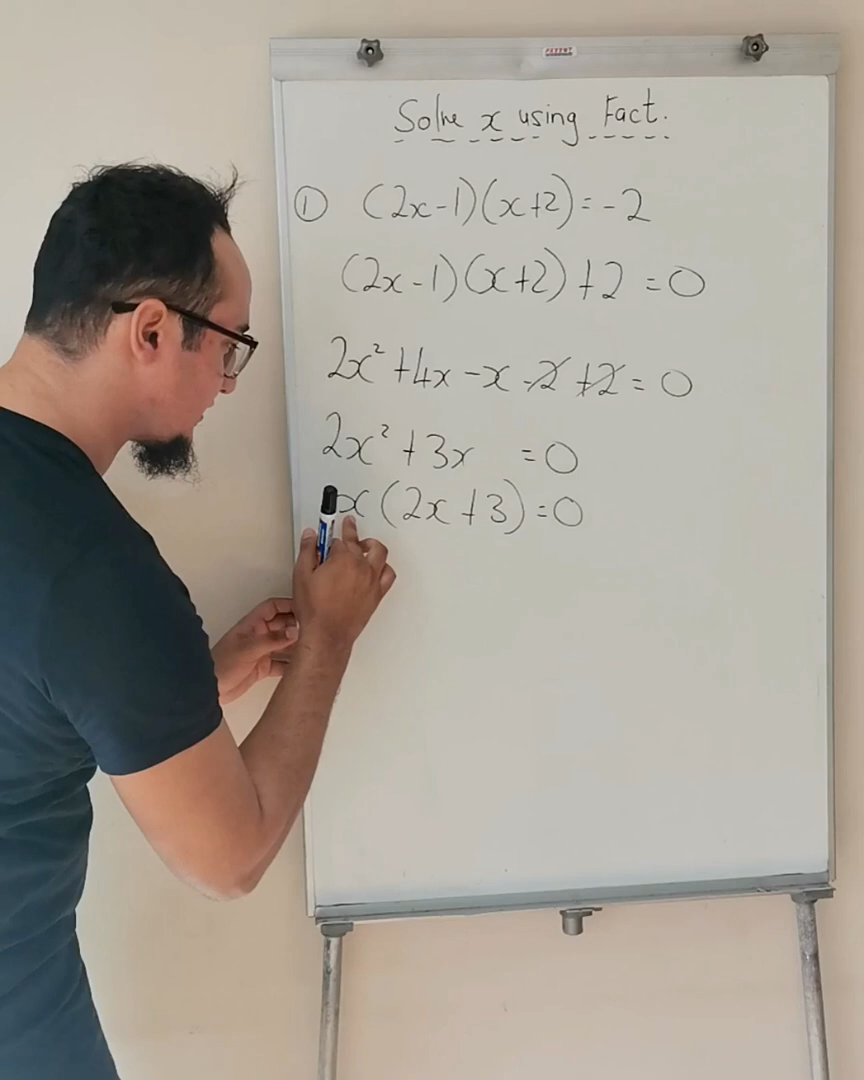 PARROT
Solve x using Fact.
① (2x-1)(x+2)=-2
(2x-1)(x+2)+2=0
2x²+4x-x-2+2=0
2x²+3x =0
x(2x+3)=0